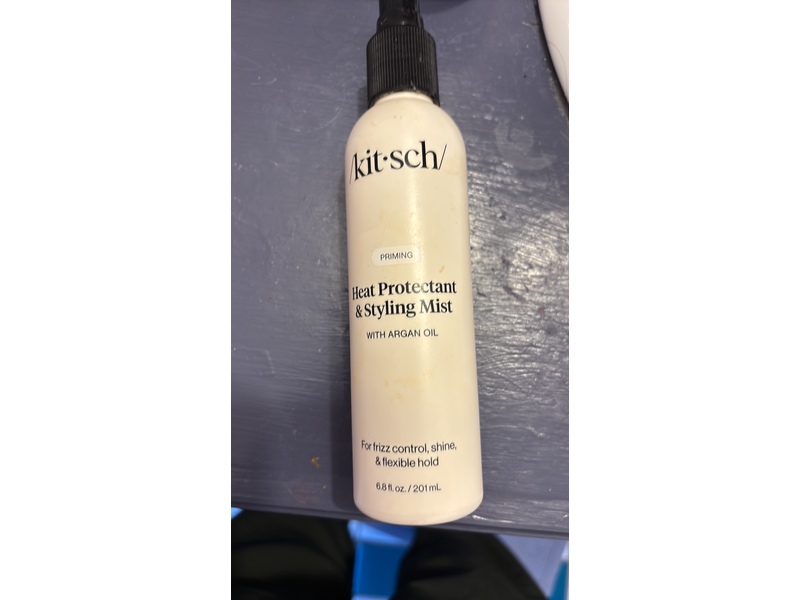 /kit·sch/
PRIMING
Heat Protectant
& Styling Mist
WITH ARGAN OIL
For frizz control, shine,
& flexible hold
6.8 fl. oz. / 201 mL